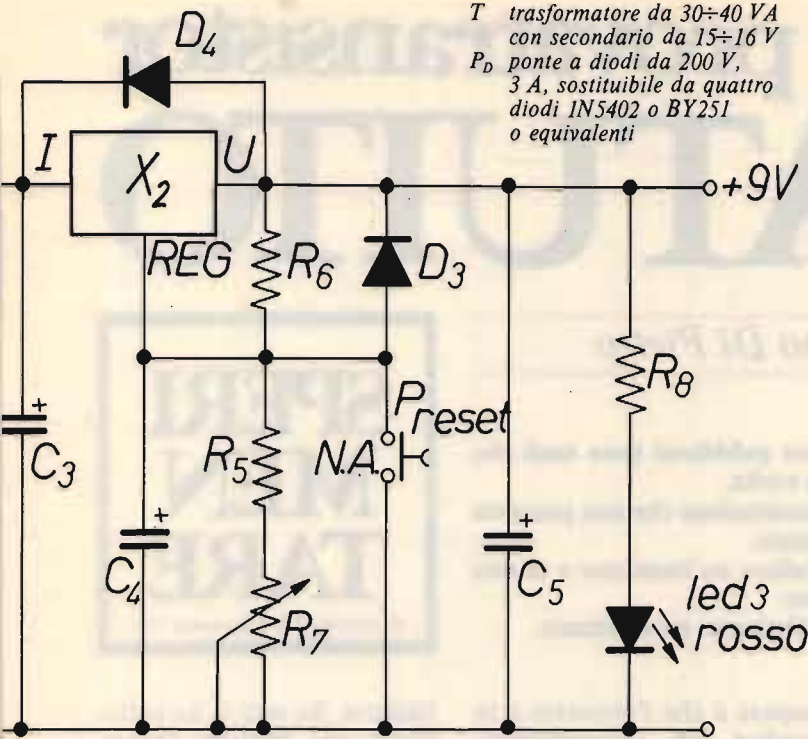 T trasformatore da 30÷40 VA
con secondario da 15÷16 V
P_D ponte a diodi da 200 V,
3 A, sostituibile da quattro
diodi 1N5402 o BY251
o equivalenti
D4
I
X2
U
REG
R6
D3
+9V
+
C3
R5
Preset
N.A.
R8
+
C4
R7
+
C5
led3
rosso